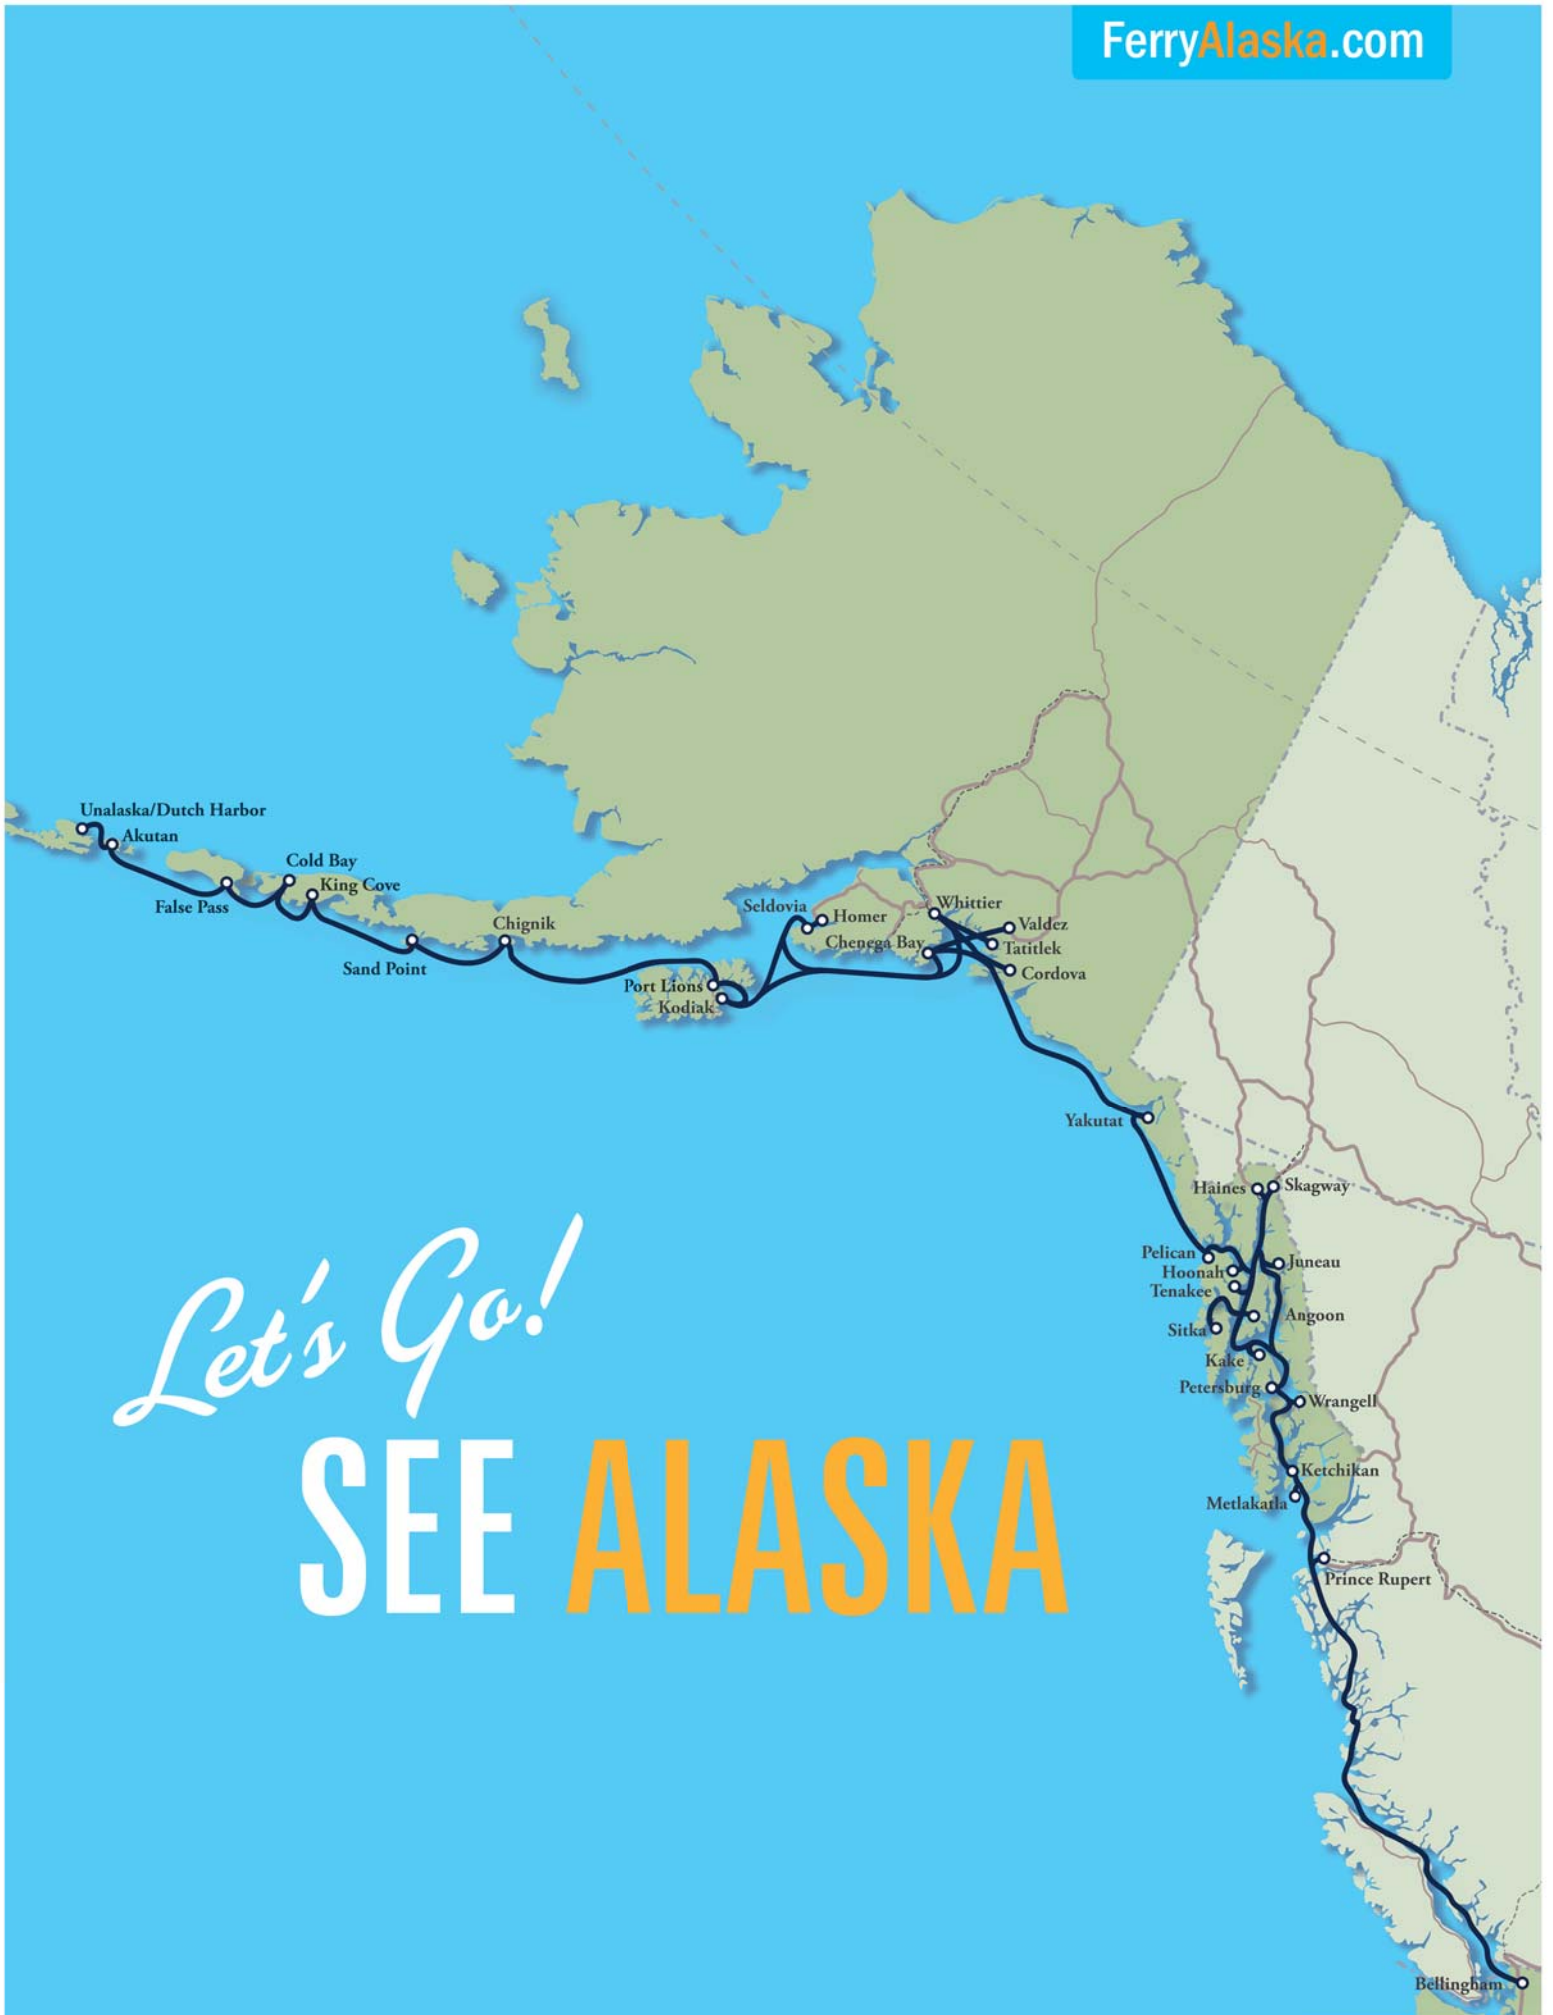 FerryAlaska.com
Unalaska/Dutch Harbor
Akutan
False Pass
Cold Bay
King Cove
Sand Point
Chignik
Port Lions
Kodiak
Seldovia
Homer
Chenega Bay
Whittier
Valdez
Tatitlek
Cordova
Yakutat
Haines
Skagway
Pelican
Hoonah
Tenakee
Juneau
Angoon
Sitka
Kake
Petersburg
Wrangell
Ketchikan
Metlakatla
Prince Rupert
Bellingham
Let's Go!
SEE ALASKA